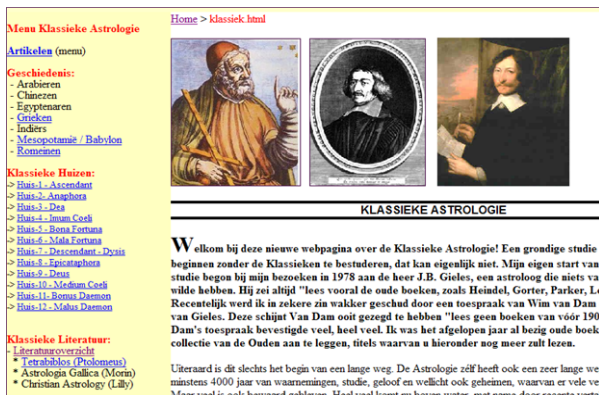 Menu Klassieke Astrologie
Artikelen (menu)
Geschiedenis:
- Arabieren
- Chinezen
- Egyptenaren
- Grieken
- Indiërs
- Mesopotamië / Babylon
- Romeinen
Klassieke Huizen:
-> Huis-1 - Ascendant
-> Huis-2- Anaphora
-> Huis-3 - Dea
-> Huis-4 - Imum Coeli
-> Huis-5 - Bona Fortuna
-> Huis-6 - Mala Fortuna
-> Huis-7 - Descendant - Dysis
-> Huis-8 - Epicataphora
-> Huis-9 - Deus
-> Huis-10 - Medium Coeli
-> Huis-11- Bonus Daemon
-> Huis-12 - Malus Daemon
Klassieke Literatuur:
- Literatuuroverzicht
* Tetrabiblos (Ptolomeus)
* Astrologia Gallica (Morin)
* Christian Astrology (Lilly)
Home > klassiek.html
KLASSIEKE ASTROLOGIE
Welkom bij deze nieuwe webpagina over de Klassieke Astrologie! Een grondige studie
beginnen zonder de Klassieken te bestuderen, dat kan eigenlijk niet. Mijn eigen start van
studie begon bij mijn bezoeken in 1978 aan de heer J.B. Gieles, een astroloog die niets va
wilde hebben. Hij zei altijd "lees vooral de oude boeken, zoals Heindel, Gorter, Parker, L
Recentelijk werd ik in zekere zin wakker geschud door een toespraak van Wim van Dam
van Gieles. Deze schijnt Van Dam ooit gezegd te hebben "lees geen boeken van vóór 190
Dam's toespraak bevestigde veel, heel veel. Ik was het afgelopen jaar al bezig oude boek
collectie van de Ouden aan te leggen, titels waarvan u hieronder nog meer zult lezen.
Uiteraard is dit slechts het begin van een lange weg. De Astrologie zélf heeft ook een zeer lange we
minstens 4000 jaar van waarnemingen, studie, geloof en wellicht ook geheimen, waarvan er vele ve